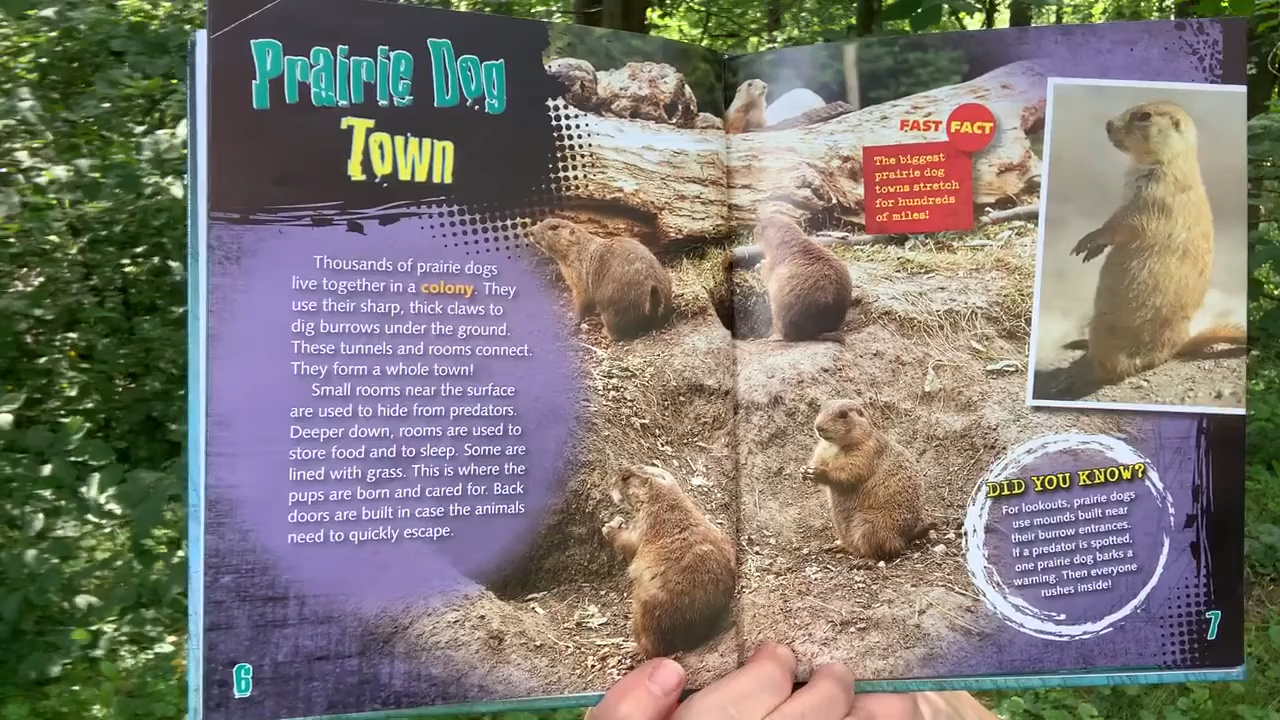 Prairie Dog
Town
Thousands of prairie dogs
live together in a colony. They
use their sharp, thick claws to
dig burrows under the ground.
These tunnels and rooms connect.
They form a whole town!
Small rooms near the surface
are used to hide from predators.
Deeper down, rooms are used to
store food and to sleep. Some are
lined with grass. This is where the
pups are born and cared for. Back
doors are built in case the animals
need to quickly escape.
6
FAST FACT
The biggest
prairie dog
towns stretch
for hundreds
of miles!
DID YOU KNOW?
For lookouts, prairie dogs
use mounds built near
their burrow entrances.
If a predator is spotted,
one prairie dog barks a
warning. Then everyone
rushes inside!
7